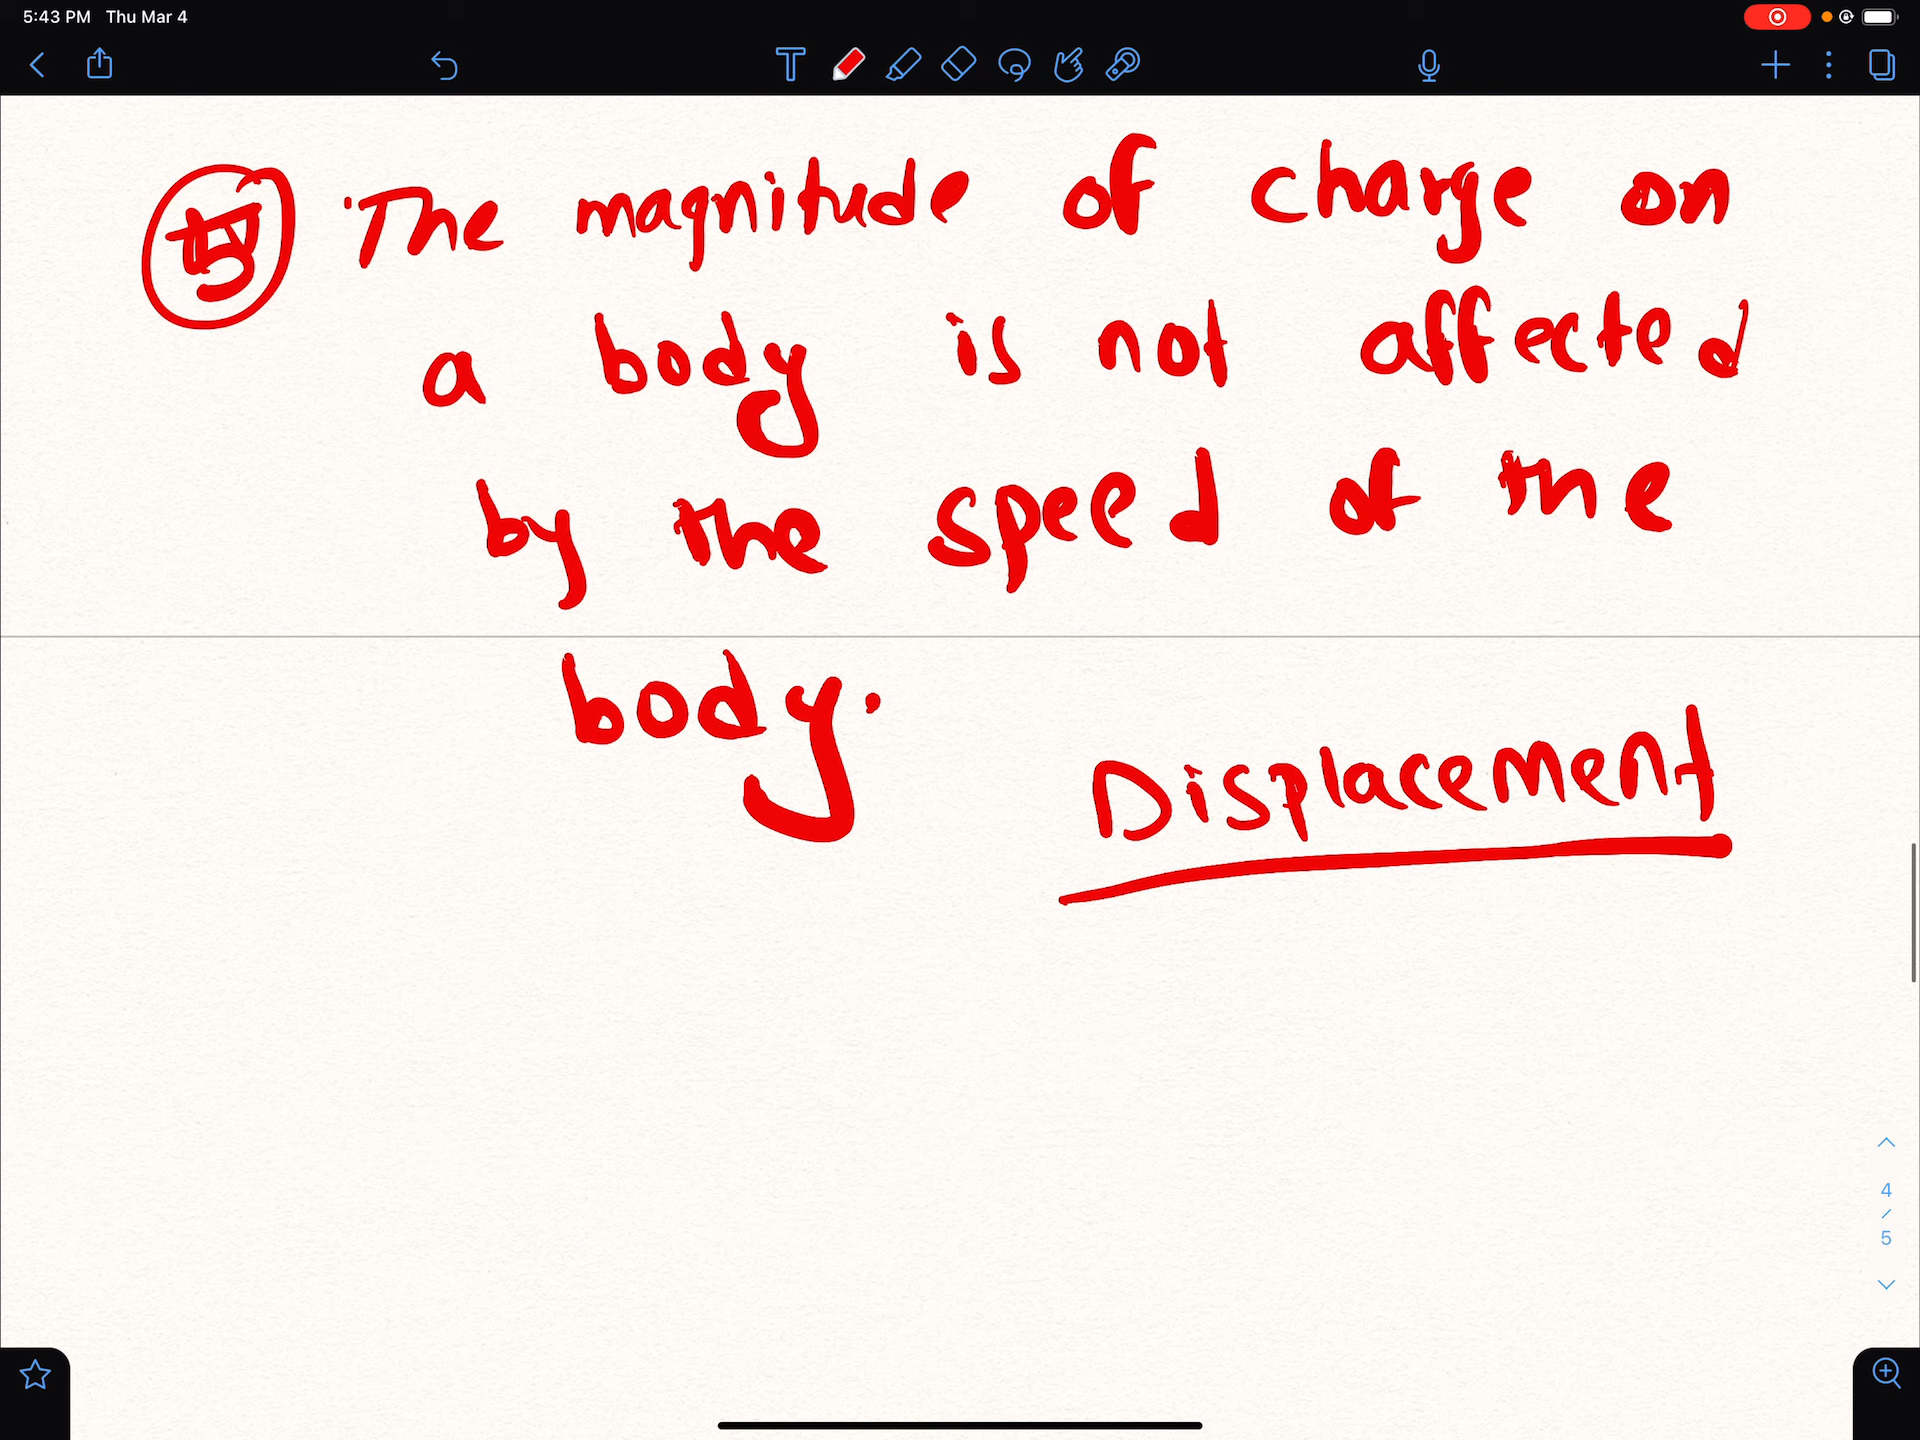 5:43 PM Thu Mar 4
5 The magnitude of charge on
a body is not affected
by the speed of the
body.
Displacement
4
/
5